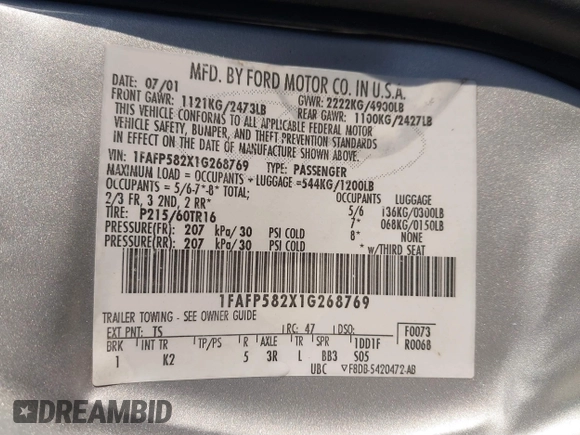 MFD. BY FORD MOTOR CO. IN U.S.A.
DATE: 07/01 GVWR: 2222KG/4900LB
FRONT GAWR: 1121KG/2473LB REAR GAWR: 1100KG/2427LB
THIS VEHICLE CONFORMS TO ALL APPLICABLE FEDERAL MOTOR
VEHICLE SAFETY, BUMPER, AND THEFT PREVENTION STANDARDS
IN EFFECT ON THE DATE OF MANUFACTURE SHOWN ABOVE.
VIN: 1FAFP582X1G268769 TYPE: PASSENGER
MAXIMUM LOAD = OCCUPANTS + LUGGAGE =544KG/1200LB
OCCUPANTS = 5/6-7*-8* TOTAL; OCCUPANTS LUGGAGE
2/3 FR, 3 2ND, 2 RR* 5/6 136KG/0300LB
TIRE: P215/60TR16 7* 068KG/0150LB
PRESSURE(FR): 207 kPa/30 PSI COLD 8* NONE
PRESSURE(RR): 207 kPa/30 PSI COLD * w/THIRD SEAT
1FAFP582X1G268769
TRAILER TOWING - SEE OWNER GUIDE
EXT PNT: TS RC: 47 DSO: F0073
BRK INT TR TP/PS R AXLE TR SPR 1DD1F R0068
1 K2 5 3R L BB3 S05
UBC ▽F8DB-5420472-AB
DREAMBID